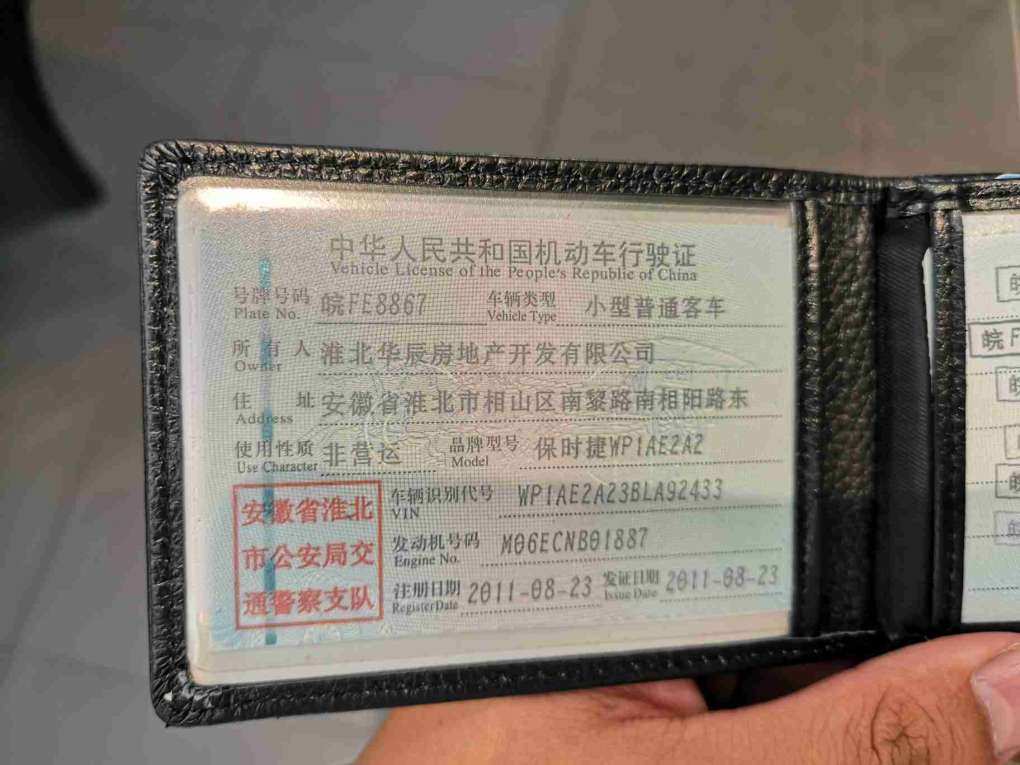 中华人民共和国机动车行驶证
Vehicle License of the People's Republic of China
号牌号码 皖FE8867 车辆类型 小型普通客车
Plate No. Vehicle Type
所有人 淮北华辰房地产开发有限公司
Owner
住址 安徽省淮北市相山区南黎路南相阳路东
Address
使用性质 非营运 品牌型号 保时捷WP1AE2A2
Use Character Model
车辆识别代号 WP1AE2A23BLA92433
VIN
发动机号码 M06ECNB01887
Engine No.
注册日期 2011-08-23 发证日期 2011-08-23
Register Date Issue Date
安徽省淮北
市公安局交
通警察支队
皖F
皖
皖